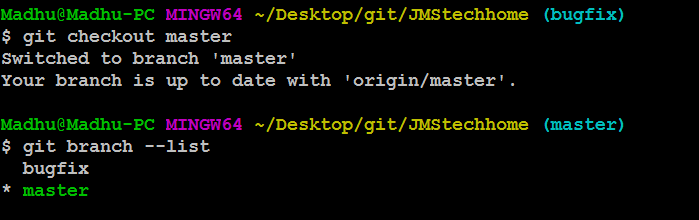 Madhu@Madhu-PC MINGW64 ~/Desktop/git/JMStechhome (bugfix)
$ git checkout master
Switched to branch 'master'
Your branch is up to date with 'origin/master'.
Madhu@Madhu-PC MINGW64 ~/Desktop/git/JMStechhome (master)
$ git branch --list
bugfix
* master